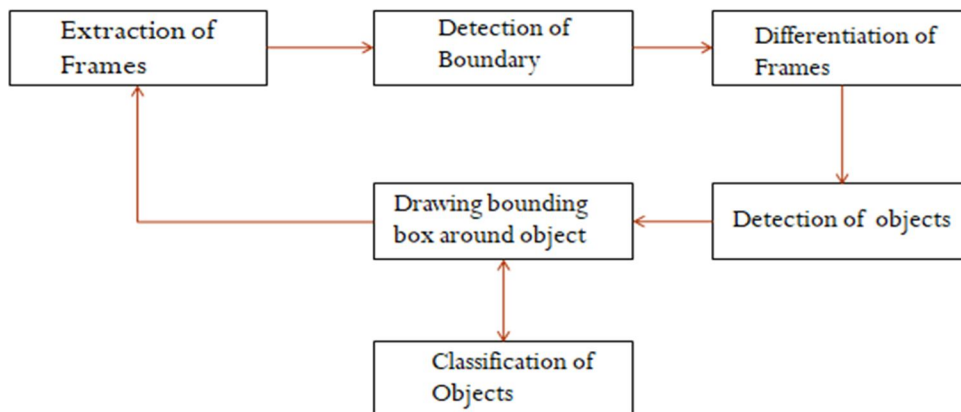 Extraction of
Frames
Detection of
Boundary
Differentiation of
Frames
Drawing bounding
box around object
Detection of objects
Classification of
Objects